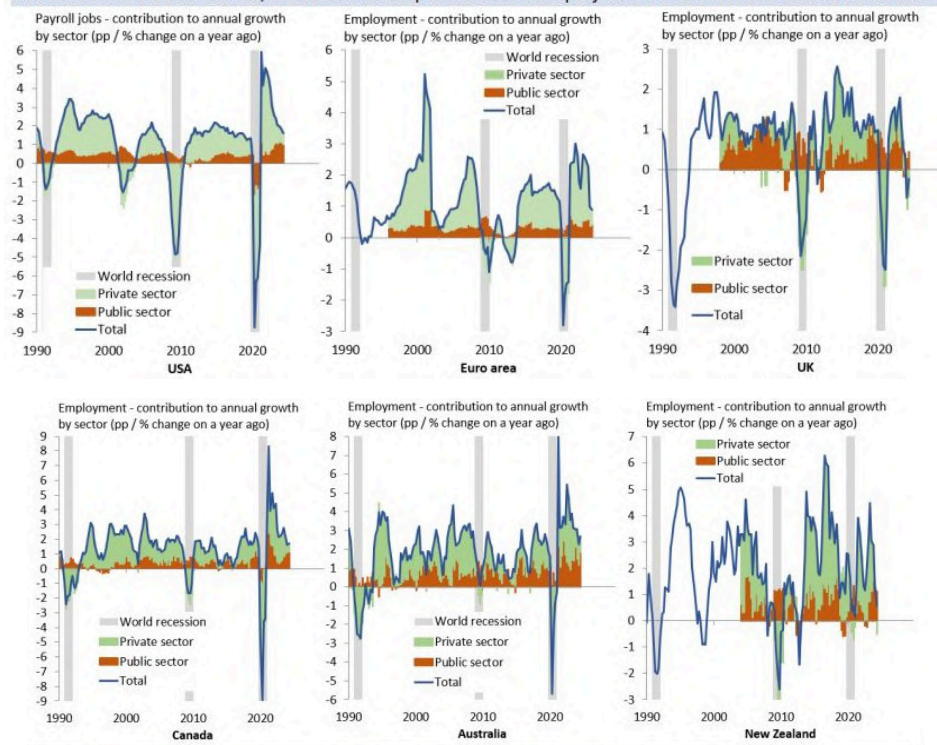 Payroll jobs - contribution to annual growth
by sector (pp / % change on a year ago)
6
5
4
3
2
1
0
-1
-2
-3
-4
-5
-6
-7
-8
-9
World recession
Private sector
Public sector
Total
1990
2000
2010
2020
USA
Employment - contribution to annual growth
by sector (pp / % change on a year ago)
6
5
4
3
2
1
0
-1
-2
-3
World recession
Private sector
Public sector
Total
1990
2000
2010
2020
Euro area
Employment - contribution to annual growth
by sector (pp / % change on a year ago)
3
2
1
0
-1
-2
-3
-4
Private sector
Public sector
Total
1990
2000
2010
2020
UK
Employment - contribution to annual growth
by sector (pp / % change on a year ago)
9
8
7
6
5
4
3
2
1
0
-1
-2
-3
-4
-5
-6
-7
-8
-9
World recession
Private sector
Public sector
Total
1990
2000
2010
2020
Canada
Employment - contribution to annual growth
by sector (pp / % change on a year ago)
8
7
6
5
4
3
2
1
0
-1
-2
-3
-4
-5
-6
World recession
Private sector
Public sector
Total
1990
2000
2010
2020
Australia
Employment - contribution to annual growth
by sector (pp / % change on a year ago)
7
6
5
4
3
2
1
0
-1
-2
-3
Private sector
Public sector
Total
1990
2000
2010
2020
New Zealand